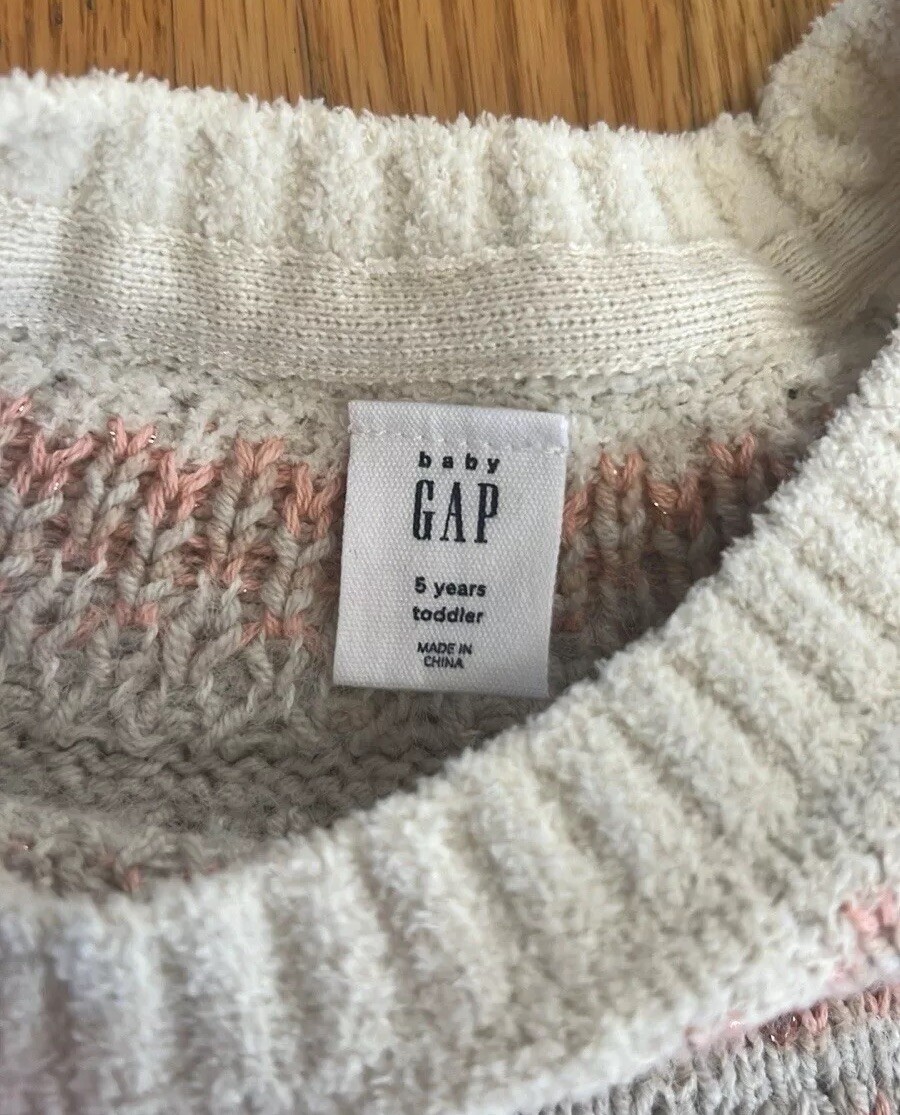 baby
GAP
5 years
toddler
MADE IN
CHINA